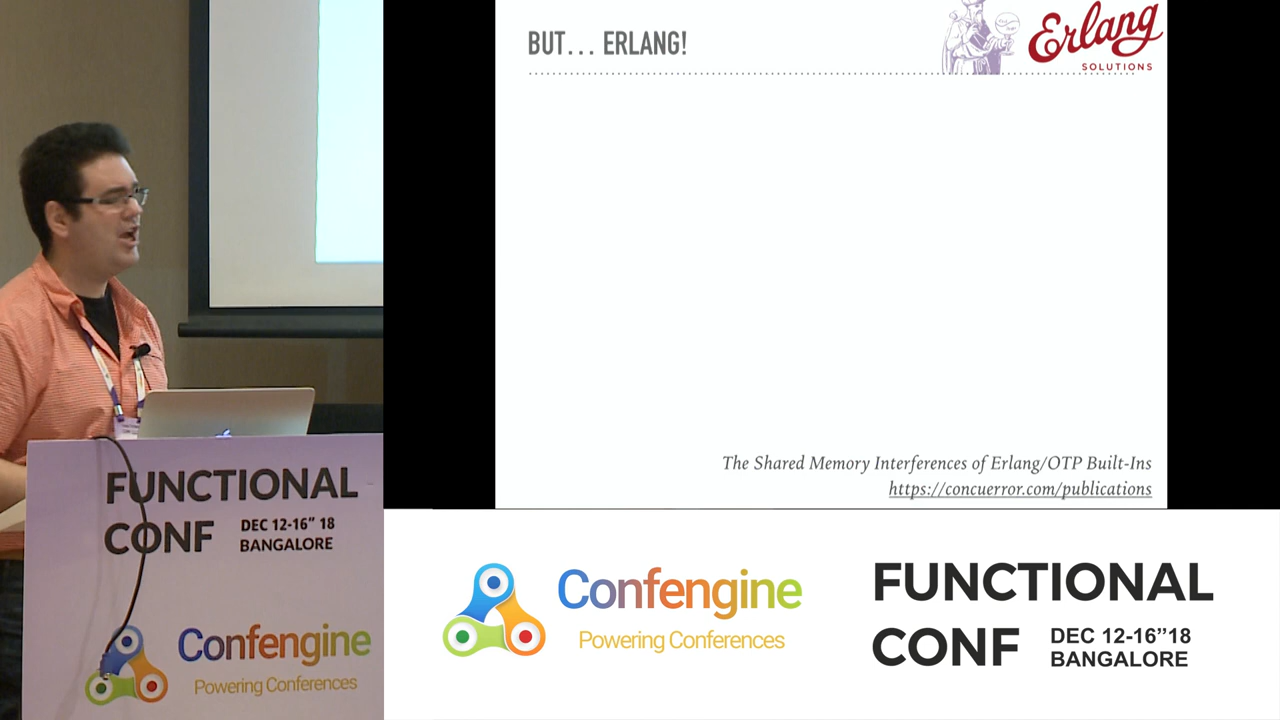 BUT... ERLANG!
Erlang
SOLUTIONS
The Shared Memory Interferences of Erlang/OTP Built-Ins
https://concuerror.com/publications
FUNCTIONAL
CONF
DEC 12-16" 18
BANGALORE
Confengine
Powering Conferences
Confengine
Powering Conferences
FUNCTIONAL
CONF
DEC 12-16"18
BANGALORE